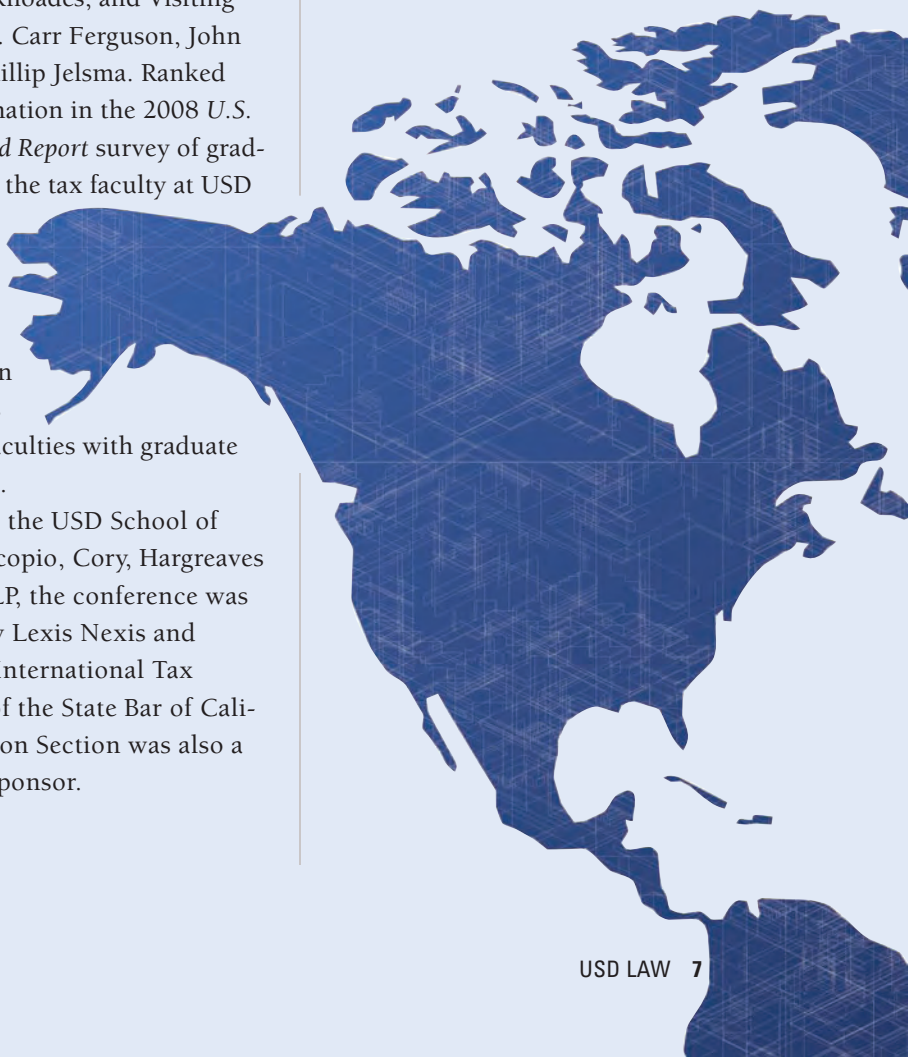 Rhoades, and Visiting
. Carr Ferguson, John
illip Jelsma. Ranked
nation in the 2008 U.S.
d Report survey of grad-
the tax faculty at USD
n
culties with graduate
.
the USD School of
copio, Cory, Hargreaves
LP, the conference was
y Lexis Nexis and
International Tax
f the State Bar of Cali-
on Section was also a
ponsor.
USD LAW 7